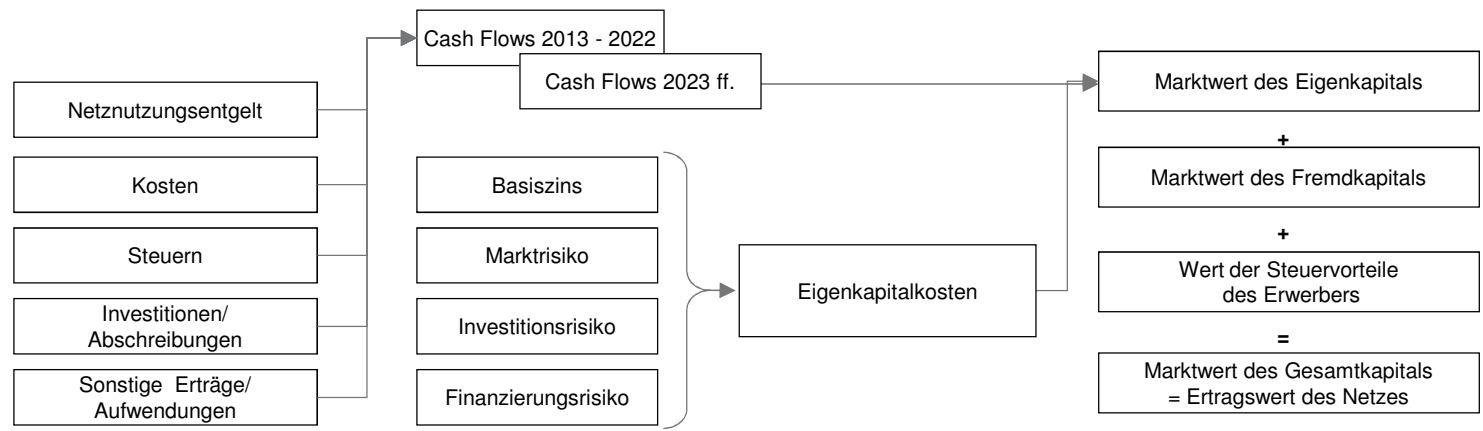 Cash Flows 2013 - 2022
Cash Flows 2023 ff.
Netznutzungsentgelt
Kosten
Steuern
Investitionen/
Abschreibungen
Sonstige Erträge/
Aufwendungen
Basiszins
Marktrisiko
Investitionsrisiko
Finanzierungsrisiko
Eigenkapitalkosten
Marktwert des Eigenkapitals
+
Marktwert des Fremdkapitals
+
Wert der Steuervorteile
des Erwerbers
=
Marktwert des Gesamtkapitals
= Ertragswert des Netzes